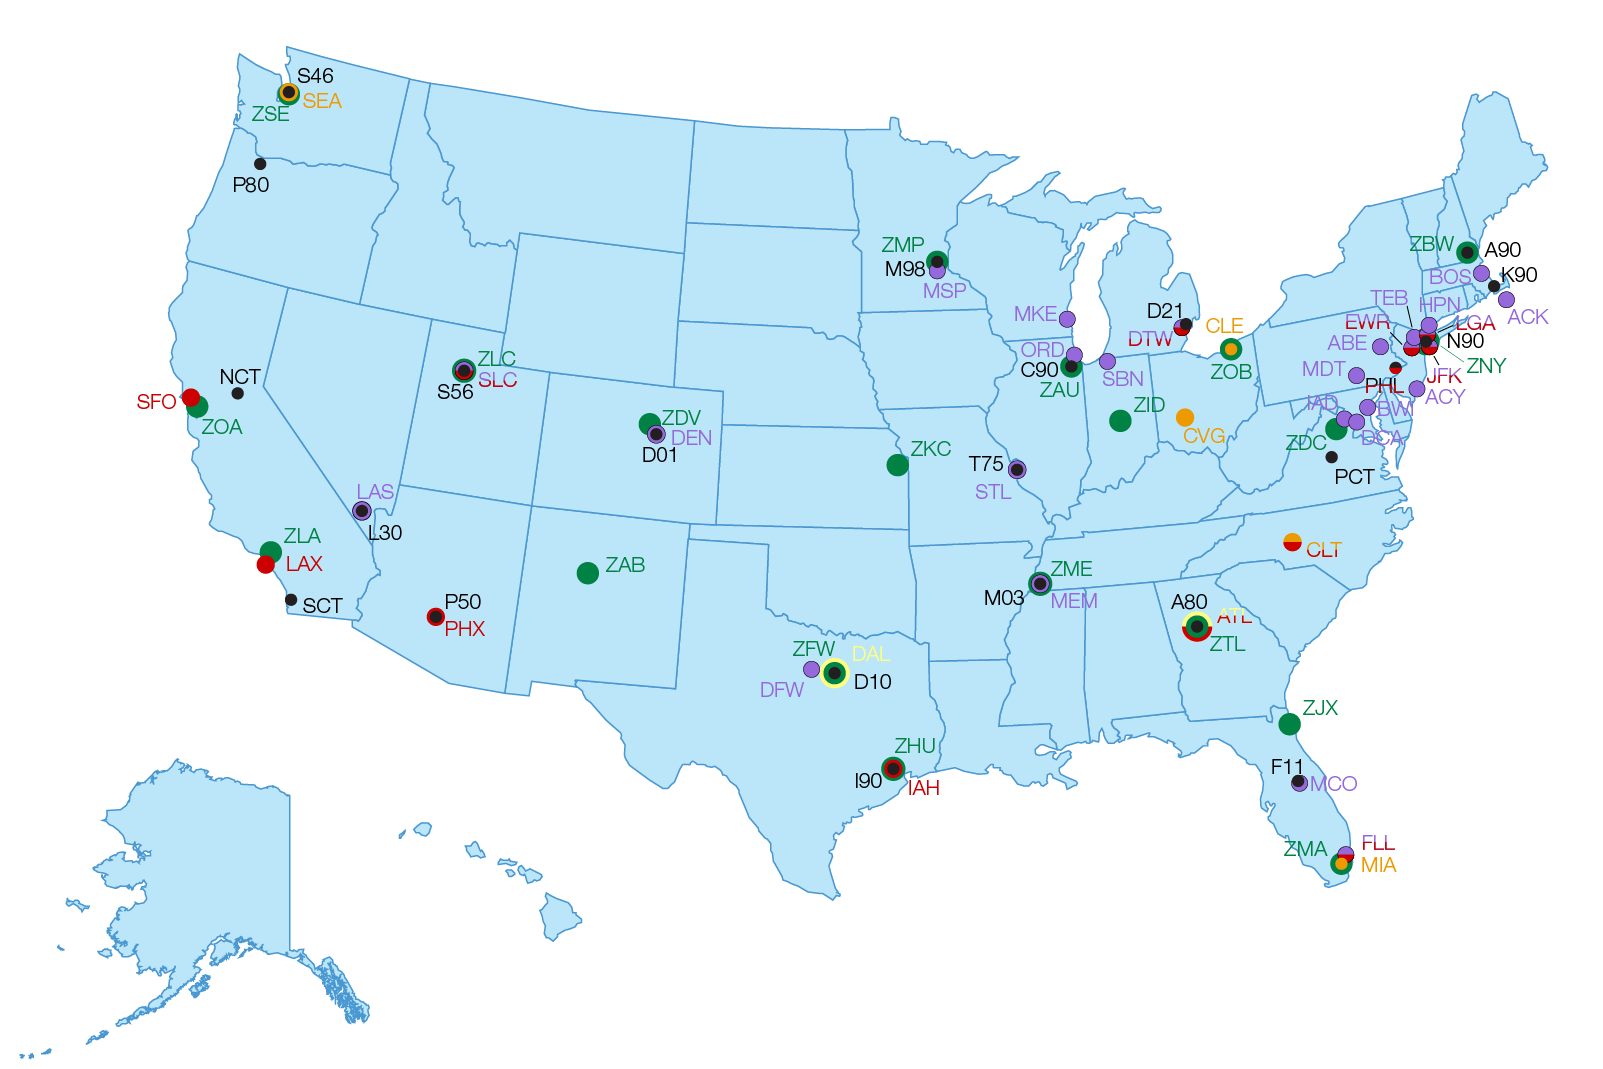 S46
SEA
ZSE
P80
ZMP
M98
MSP
ZBW
A90
BOS
K90
TEB
HPN
ACK
EWR
LGA
N90
ABE
ZNY
MDT
JFK
JFK
PHL
ACY
IAD
BWI
DCA
ZDC
PCT
MKE
D21
DTW
CLE
ORD
C90
ZAU
SBN
ZOB
ZLC
SLC
S56
NCT
SFO
ZOA
ZID
CVG
ZDV
DEN
D01
ZKC
T75
STL
LAS
L30
ZLA
LAX
SCT
ZAB
CLT
ZME
M03
MEM
P50
PHX
A80
ATL
ZTL
ZFW
DAL
DFW
D10
ZJX
ZHU
I90
IAH
F11
MCO
FLL
ZMA
MIA